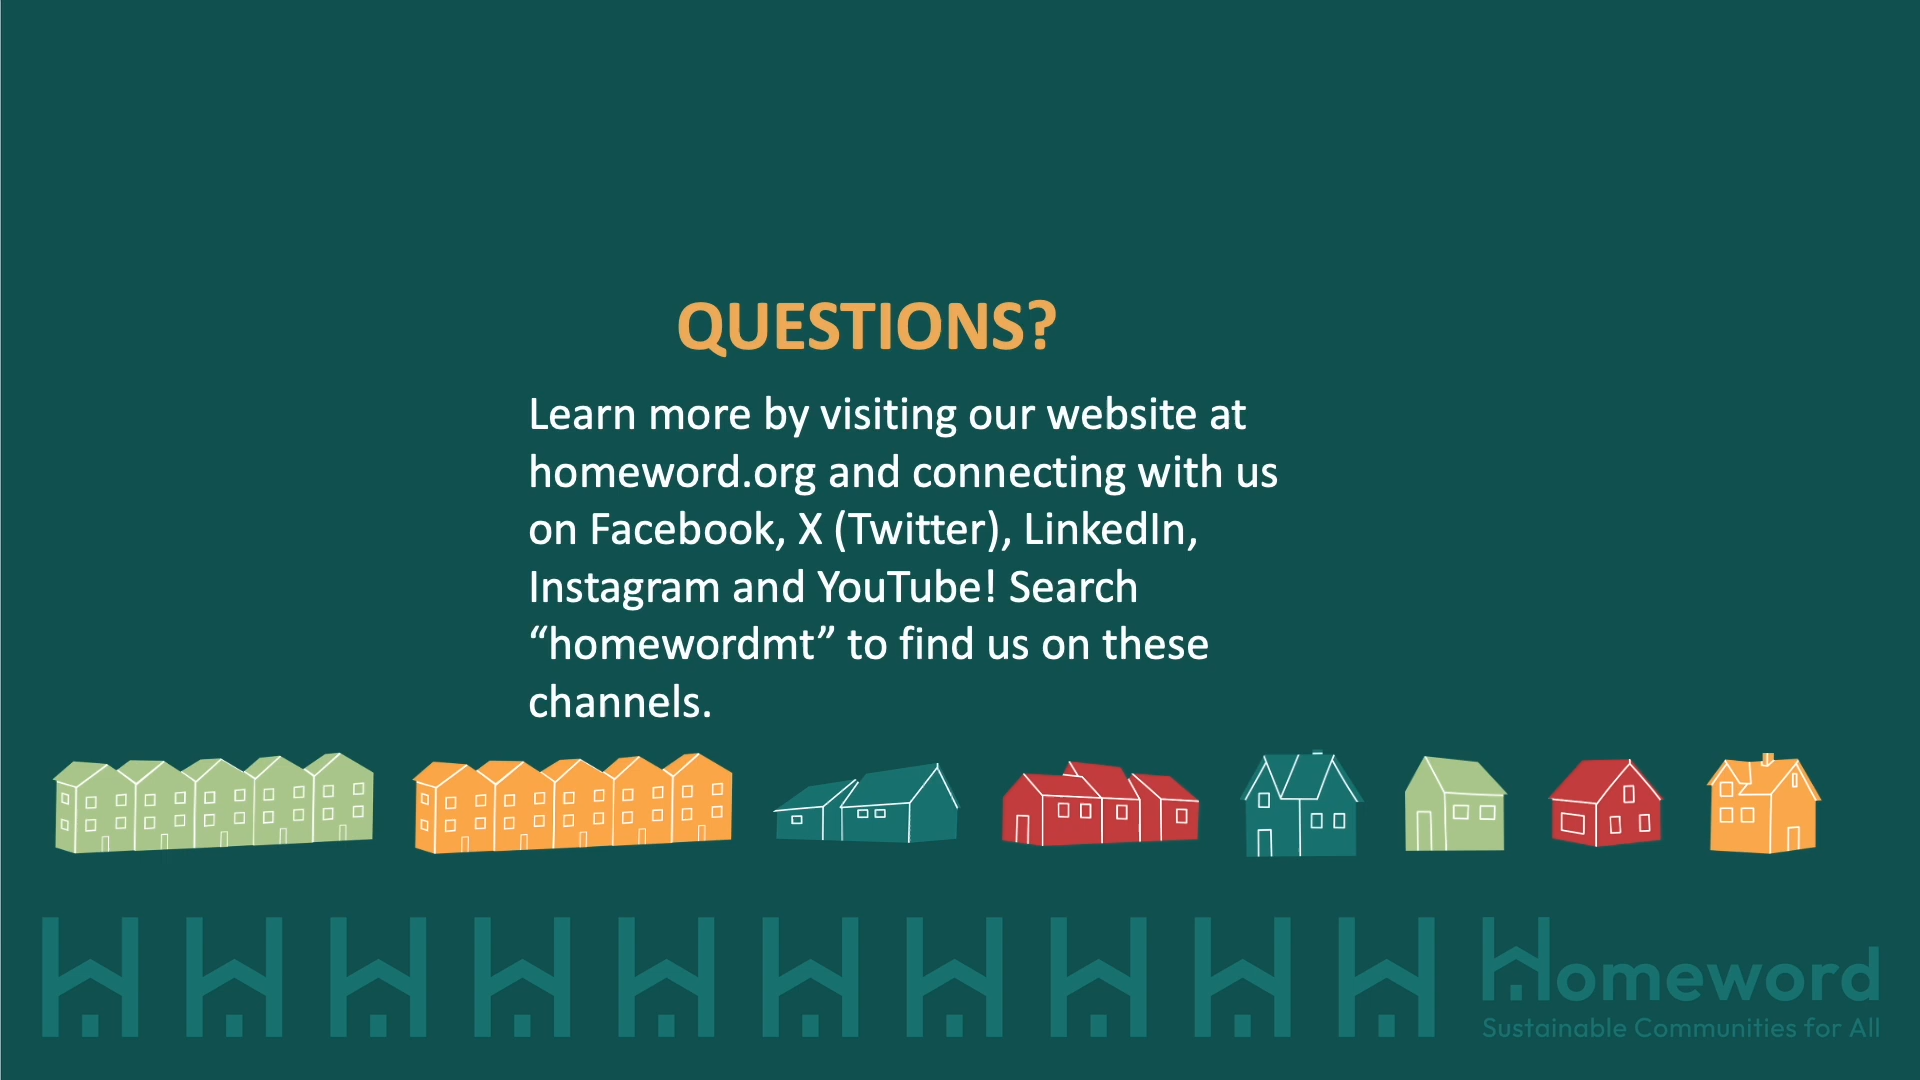 QUESTIONS?
Learn more by visiting our website at
homeword.org and connecting with us
on Facebook, X (Twitter), LinkedIn,
Instagram and YouTube! Search
“homewordmt” to find us on these
channels.
Homeword
Sustainable Communities for All